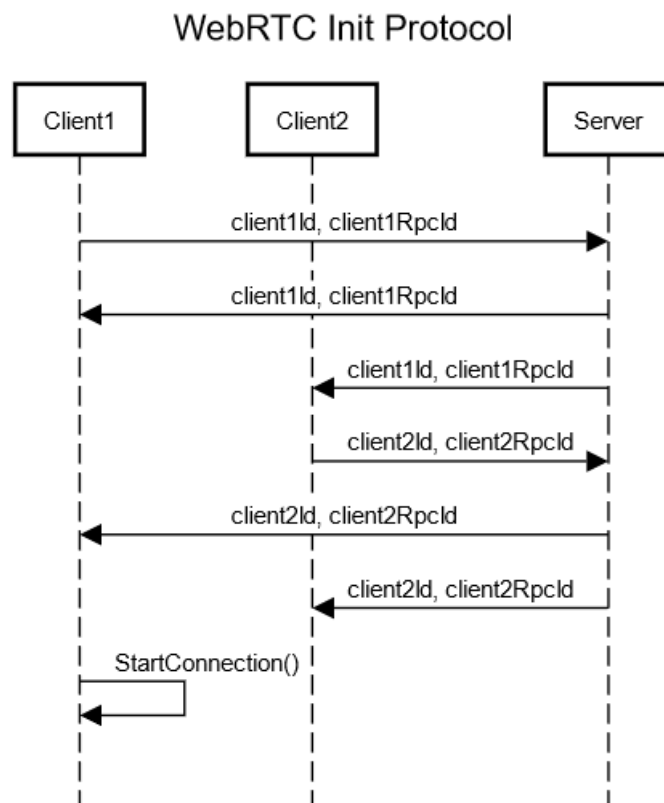 WebRTC Init Protocol
Client1
Client2
Server
client1Id, client1RpcId
client1Id, client1RpcId
client1Id, client1RpcId
client2Id, client2RpcId
client2Id, client2RpcId
client2Id, client2RpcId
StartConnection()